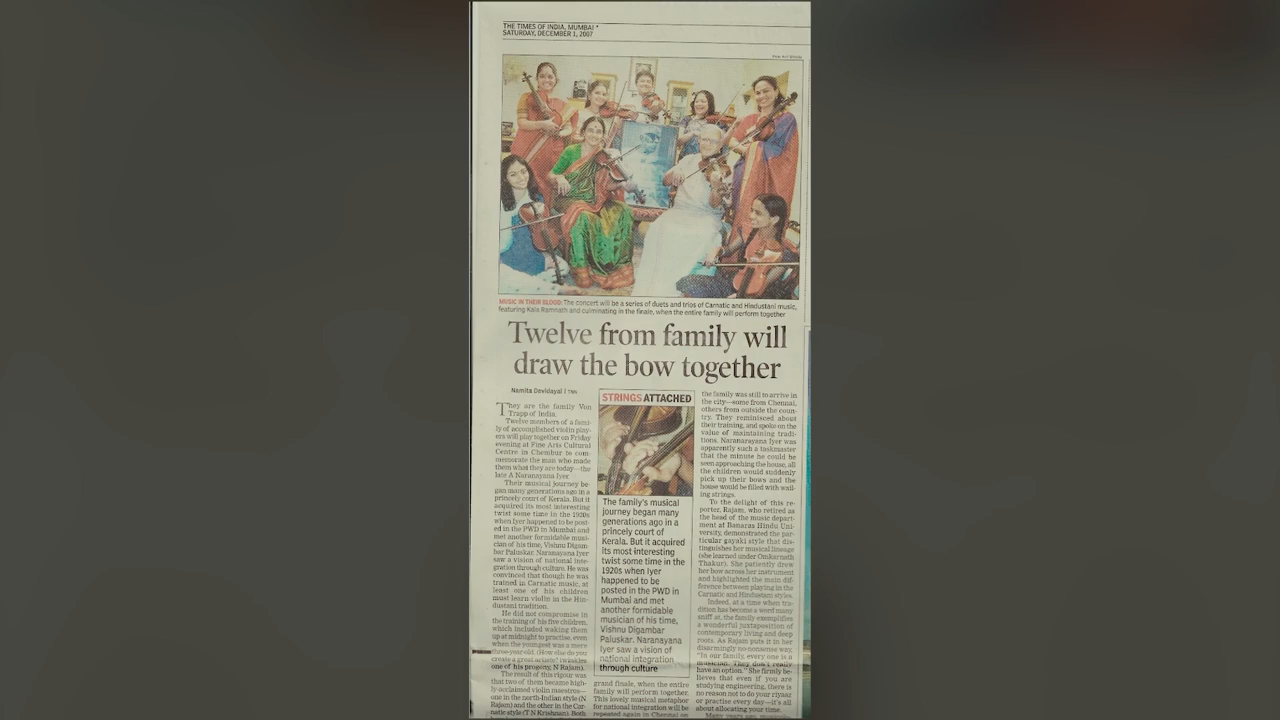 THE TIMES OF INDIA, MUMBAI *
SATURDAY, DECEMBER 1, 2007
MUSIC IN THEIR BLOOD: The concert will be a series of duets and trios of Carnatic and Hindustani music,
featuring Kala Ramnath and culminating in the finale, when the entire family will perform together
Twelve from family will
draw the bow together
Namita Devidayal | TNN
They are the family Von
Trapp of India.
Twelve members of a fami-
ly of accomplished violin play-
ers will play together on Friday
evening at Fine Arts Cultural
Centre in Chembur to com-
memorate the man who made
them what they are today—the
late A Naranayana Iyer
Their musical journey be-
gan many generations ago in a
princely court of Kerala. But it
acquired its most interesting
twist some time in the 1920s
when Iyer happened to be post-
ed in the PWD in Mumbai and
met another formidable musi-
cian of his time, Vishnu Digam-
bar Paluskar. Naranayana Iyer
saw a vision of national inte-
gration through culture. He was
convinced that though he was
trained in Carnatic music, at
least one of his children
must learn violin in the Hin-
dustani tradition.
He did not compromise in
the training of his five children,
which included waking them
up at midnight to practise, even
when the youngest was a mere
three-year old. (How else do you
create a great artiste? twinkles
one of his progeny, N Rajam).
The result of this rigour was
that two of them became high-
ly-acclaimed violin maestros—
one in the north-Indian style (N
Rajam) and the other in the Car-
natic style (T N Krishnan). Both
STRINGS ATTACHED
The family's musical
journey began many
generations ago in a
princely court of
Kerala. But it acquired
its most interesting
twist some time in the
1920s when Iyer
happened to be
posted in the PWD in
Mumbai and met
another formidable
musician of his time,
Vishnu Digambar
Paluskar. Naranayana
Iyer saw a vision of
national integration
through culture
grand finale, when the entire
family will perform together.
This lovely musical metaphor
for national integration will be
repeated again in Chennai on
the family was still to arrive in
the city—some from Chennai,
others from outside the coun-
try. They reminisced about
their training, and spoke on the
value of maintaining tradi-
tions. Naranarayana Iyer was
apparently such a taskmaster
that the minute he could be
seen approaching the house, all
the children would suddenly
pick up their bows and the
house would be filled with wail-
ing strings.
To the delight of this re-
porter, Rajam, who retired as
the head of the music depart-
ment at Banaras Hindu Uni-
versity, demonstrated the par-
ticular gayaki style that dis-
tinguishes her musical lineage
(she learned under Omkarnath
Thakur). She patiently drew
her bow across her instrument
and highlighted the main dif-
ference between playing in the
Carnatic and Hindustani styles.
Indeed, at a time when tra-
dition has become a word many
sniff at, the family exemplifies
a wonderful juxtaposition of
contemporary living and deep
roots. As Rajam puts it in her
disarmingly no-nonsense way,
"In our family, every one is a
musician. They don't really
have an option." She firmly be-
lieves that even if you are
studying engineering, there is
no reason not to do your riyaaz
or practise every day—it's all
about allocating your time.
Many years ago